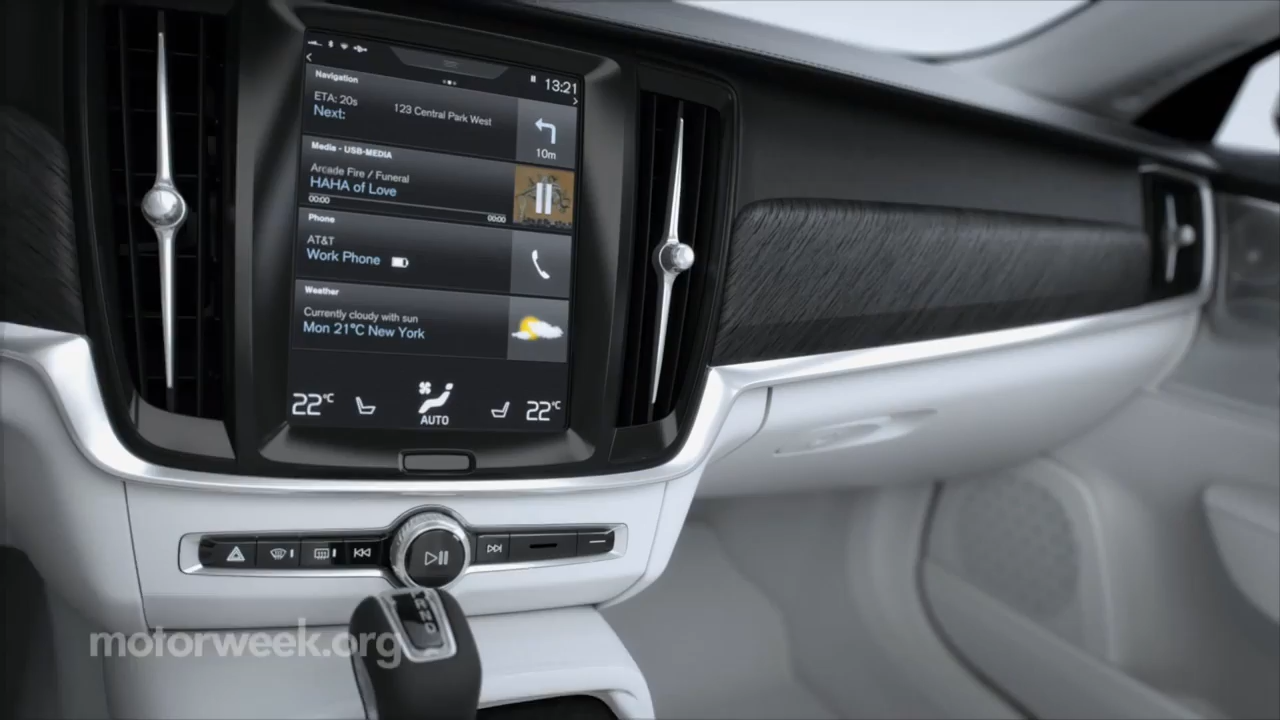 13:21
Navigation
ETA: 20s
Next:
123 Central Park West
10m
Media - USB-MEDIA
Arcade Fire / Funeral
HAHA of Love
00:00
00:00
Phone
AT&T
Work Phone
Weather
Currently cloudy with sun
Mon 21°C New York
22°C
AUTO
22°C
motorweek.org